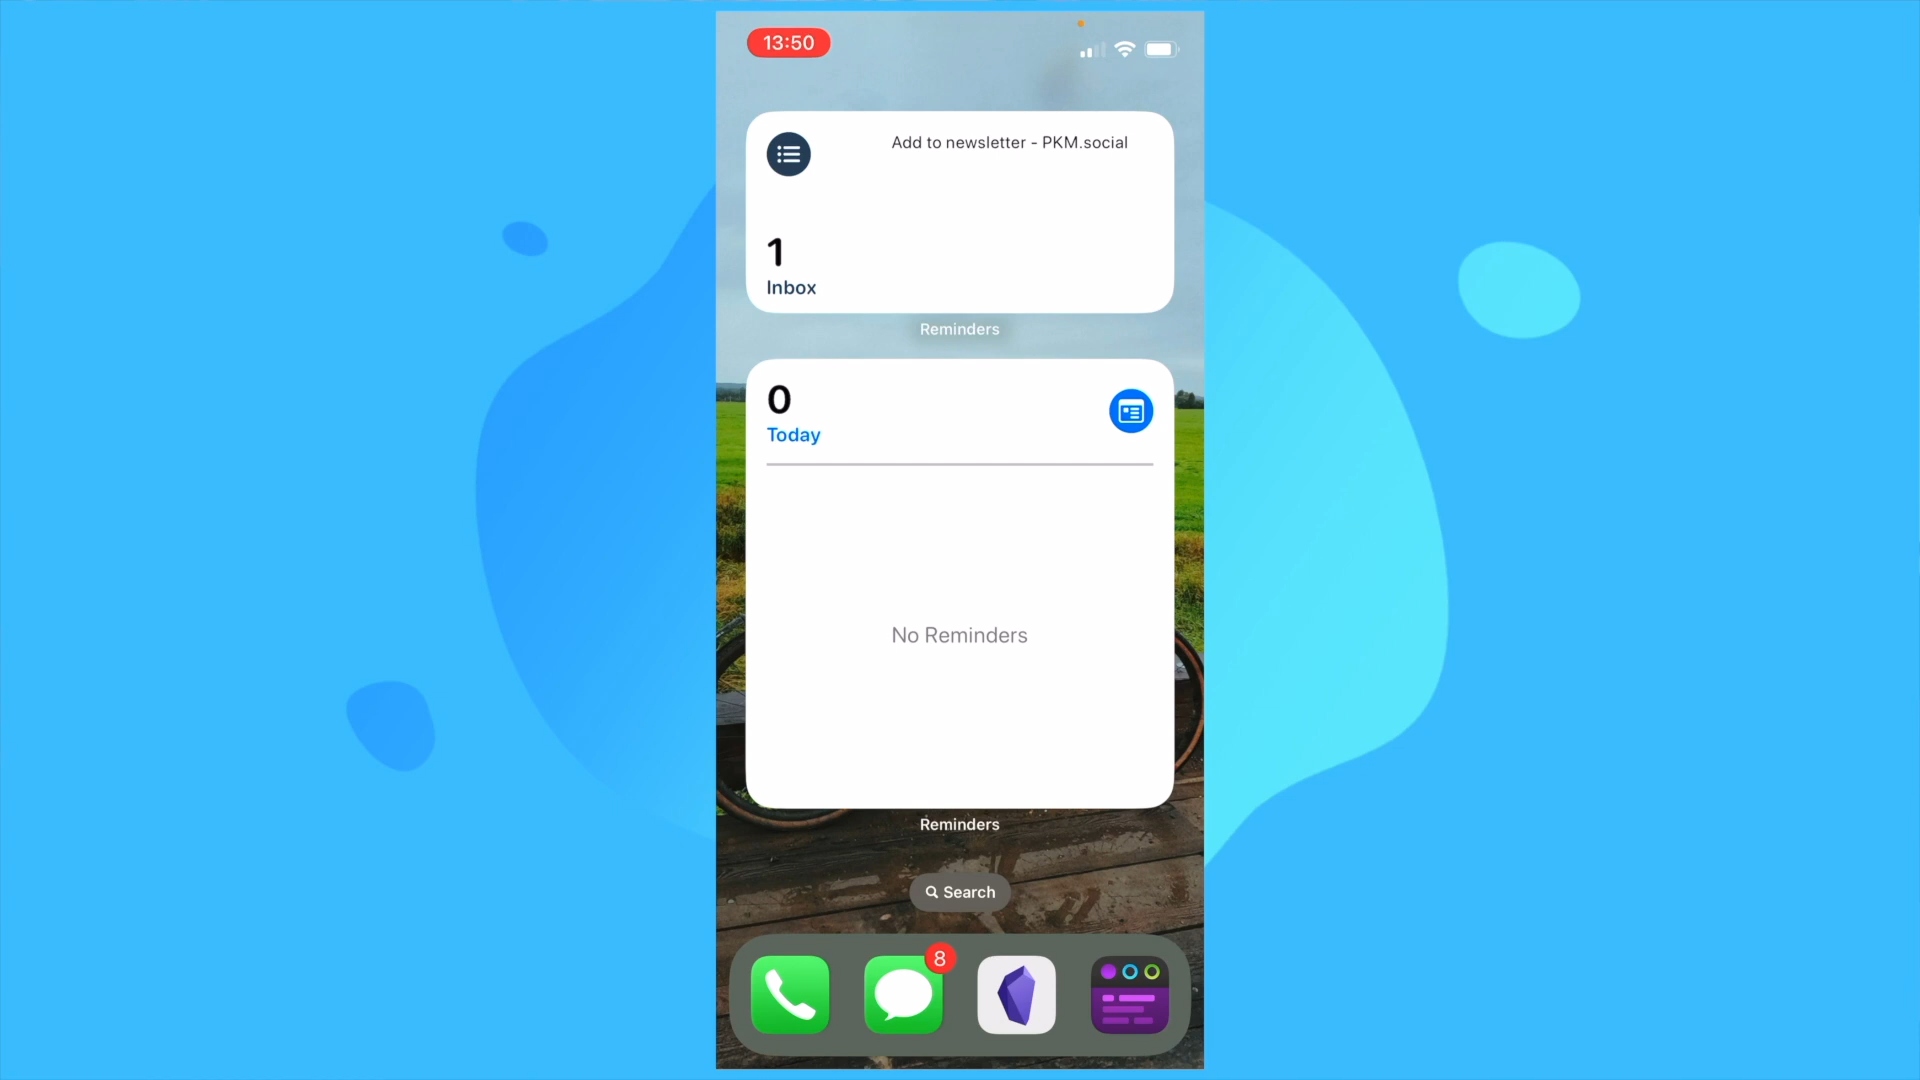 13:50
Add to newsletter - PKM.social
1
Inbox
Reminders
0
Today
No Reminders
Reminders
Search
8